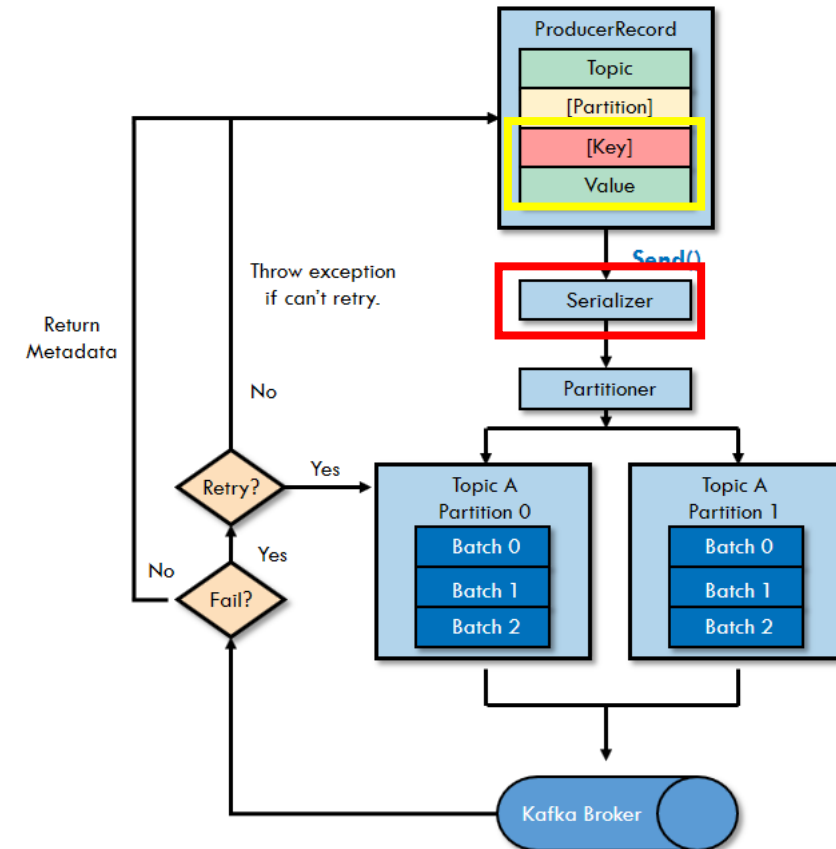 ProducerRecord
Topic
[Partition]
[Key]
Value
Send()
Serializer
Partitioner
Throw exception
if can't retry.
Return
Metadata
No
Retry?
Yes
Topic A
Partition 0
Batch 0
Batch 1
Batch 2
Topic A
Partition 1
Batch 0
Batch 1
Batch 2
Yes
No
Fail?
Kafka Broker